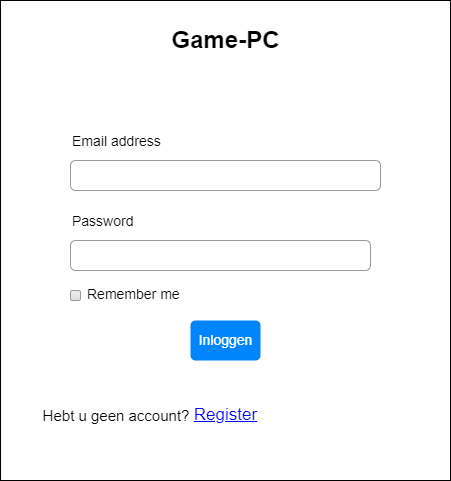 Game-PC
Email address
Password
Remember me
Inloggen
Hebt u geen account? Register